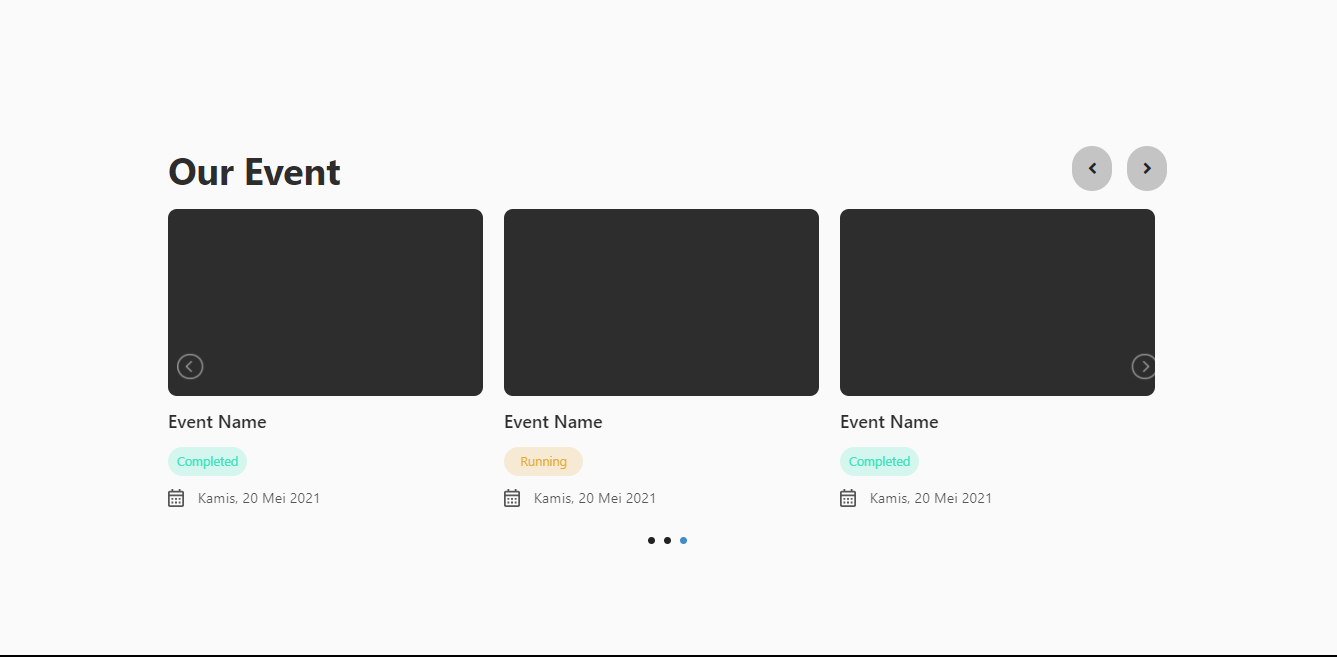 Our Event
Event Name
Completed
Kamis, 20 Mei 2021
Event Name
Running
Kamis, 20 Mei 2021
Event Name
Completed
Kamis, 20 Mei 2021